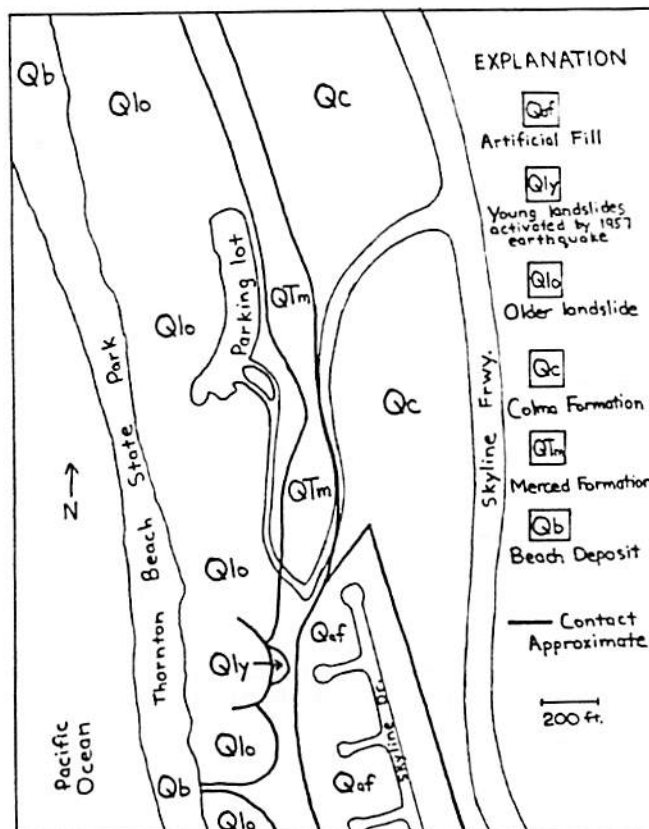 Qb
Qlo
Qc
EXPLANATION
Qaf
Artificial Fill
Qly
Young landslides
activated by 1957
earthquake
Qlo
Older landslide
Qc
Colma Formation
QTm
Merced Formation
Qb
Beach Deposit
Contact
Approximate
200 ft.
Parking lot
QTm
Qlo
Qc
Skyline Frwy.
N
Thornton Beach State Park
QTm
Qlo
Qaf
Qly
Skyline Dr.
Qlo
Pacific
Ocean
Qb
Qaf
Qlo